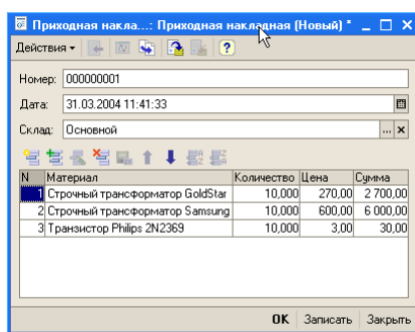 Приходная накла...: Приходная накладная (Новый) *
Действия
Номер: 000000001
Дата: 31.03.2004 11:41:33
Склад: Основной
N Материал Количество Цена Сумма
1 Строчный трансформатор GoldStar 10,000 270,00 2 700,00
2 Строчный трансформатор Samsung 10,000 600,00 6 000,00
3 Транзистор Philips 2N2369 10,000 3,00 30,00
OK Записать Закрыть